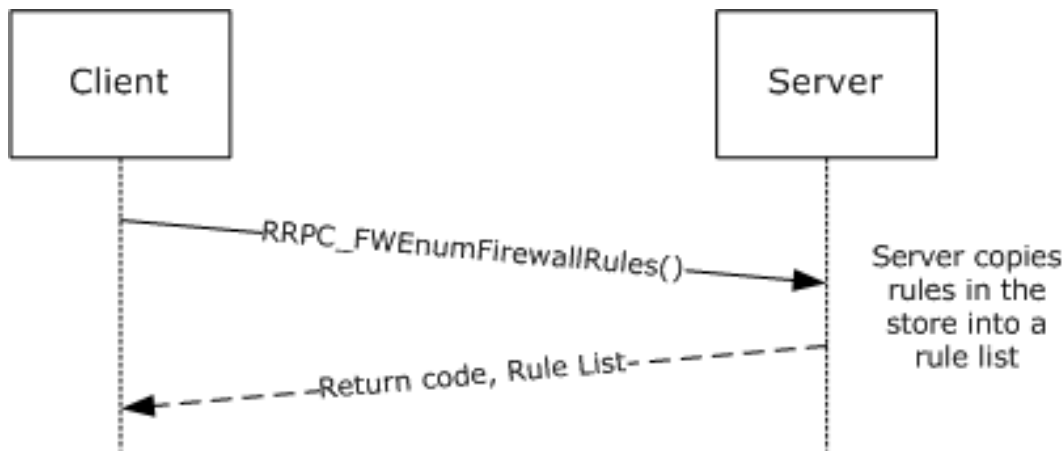 Client
Server
RRPC_FWEnumFirewallRules()
Server copies
rules in the
store into a
rule list
Return code, Rule List